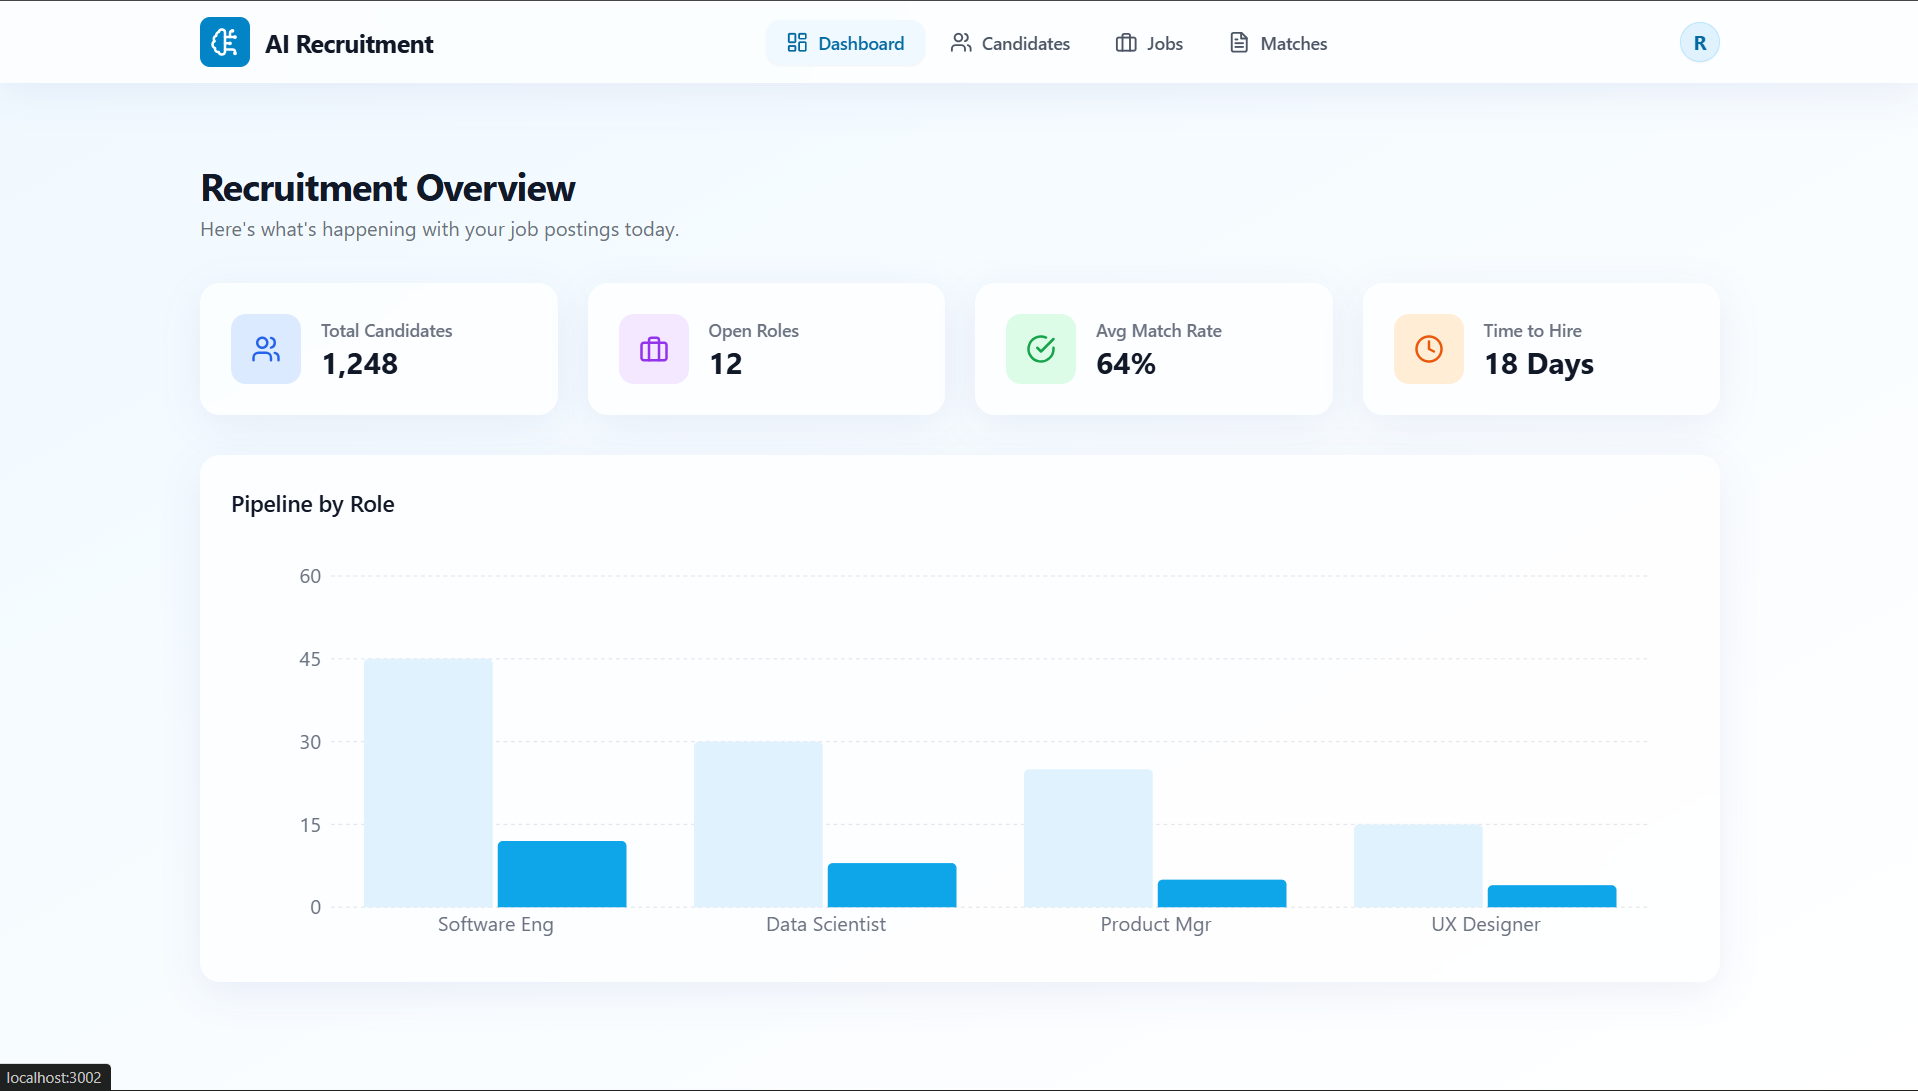 AI Recruitment
Dashboard
Candidates
Jobs
Matches
R
Recruitment Overview
Here's what's happening with your job postings today.
Total Candidates
1,248
Open Roles
12
Avg Match Rate
64%
Time to Hire
18 Days
Pipeline by Role
60
45
30
15
0
Software Eng
Data Scientist
Product Mgr
UX Designer
localhost:3002